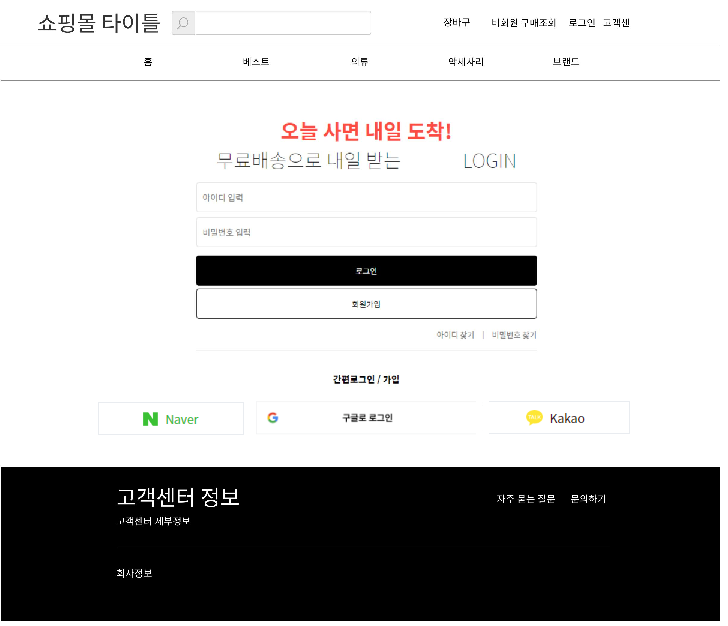 쇼핑몰 타이틀 장바구 비회원 구매조회 로그인 고객센
홈 베스트 의류 악세사리 브랜드
오늘 사면 내일 도착!
무료배송으로 내일 받는 LOGIN
아이디 입력
비밀번호 입력
로그인
회원가입
아이디 찾기 | 비밀번호 찾기
간편로그인 / 가입
N Naver 구글로 로그인 TALK Kakao
고객센터 정보 자주 묻는 질문 문의하기
고객센터 세부정보
회사정보